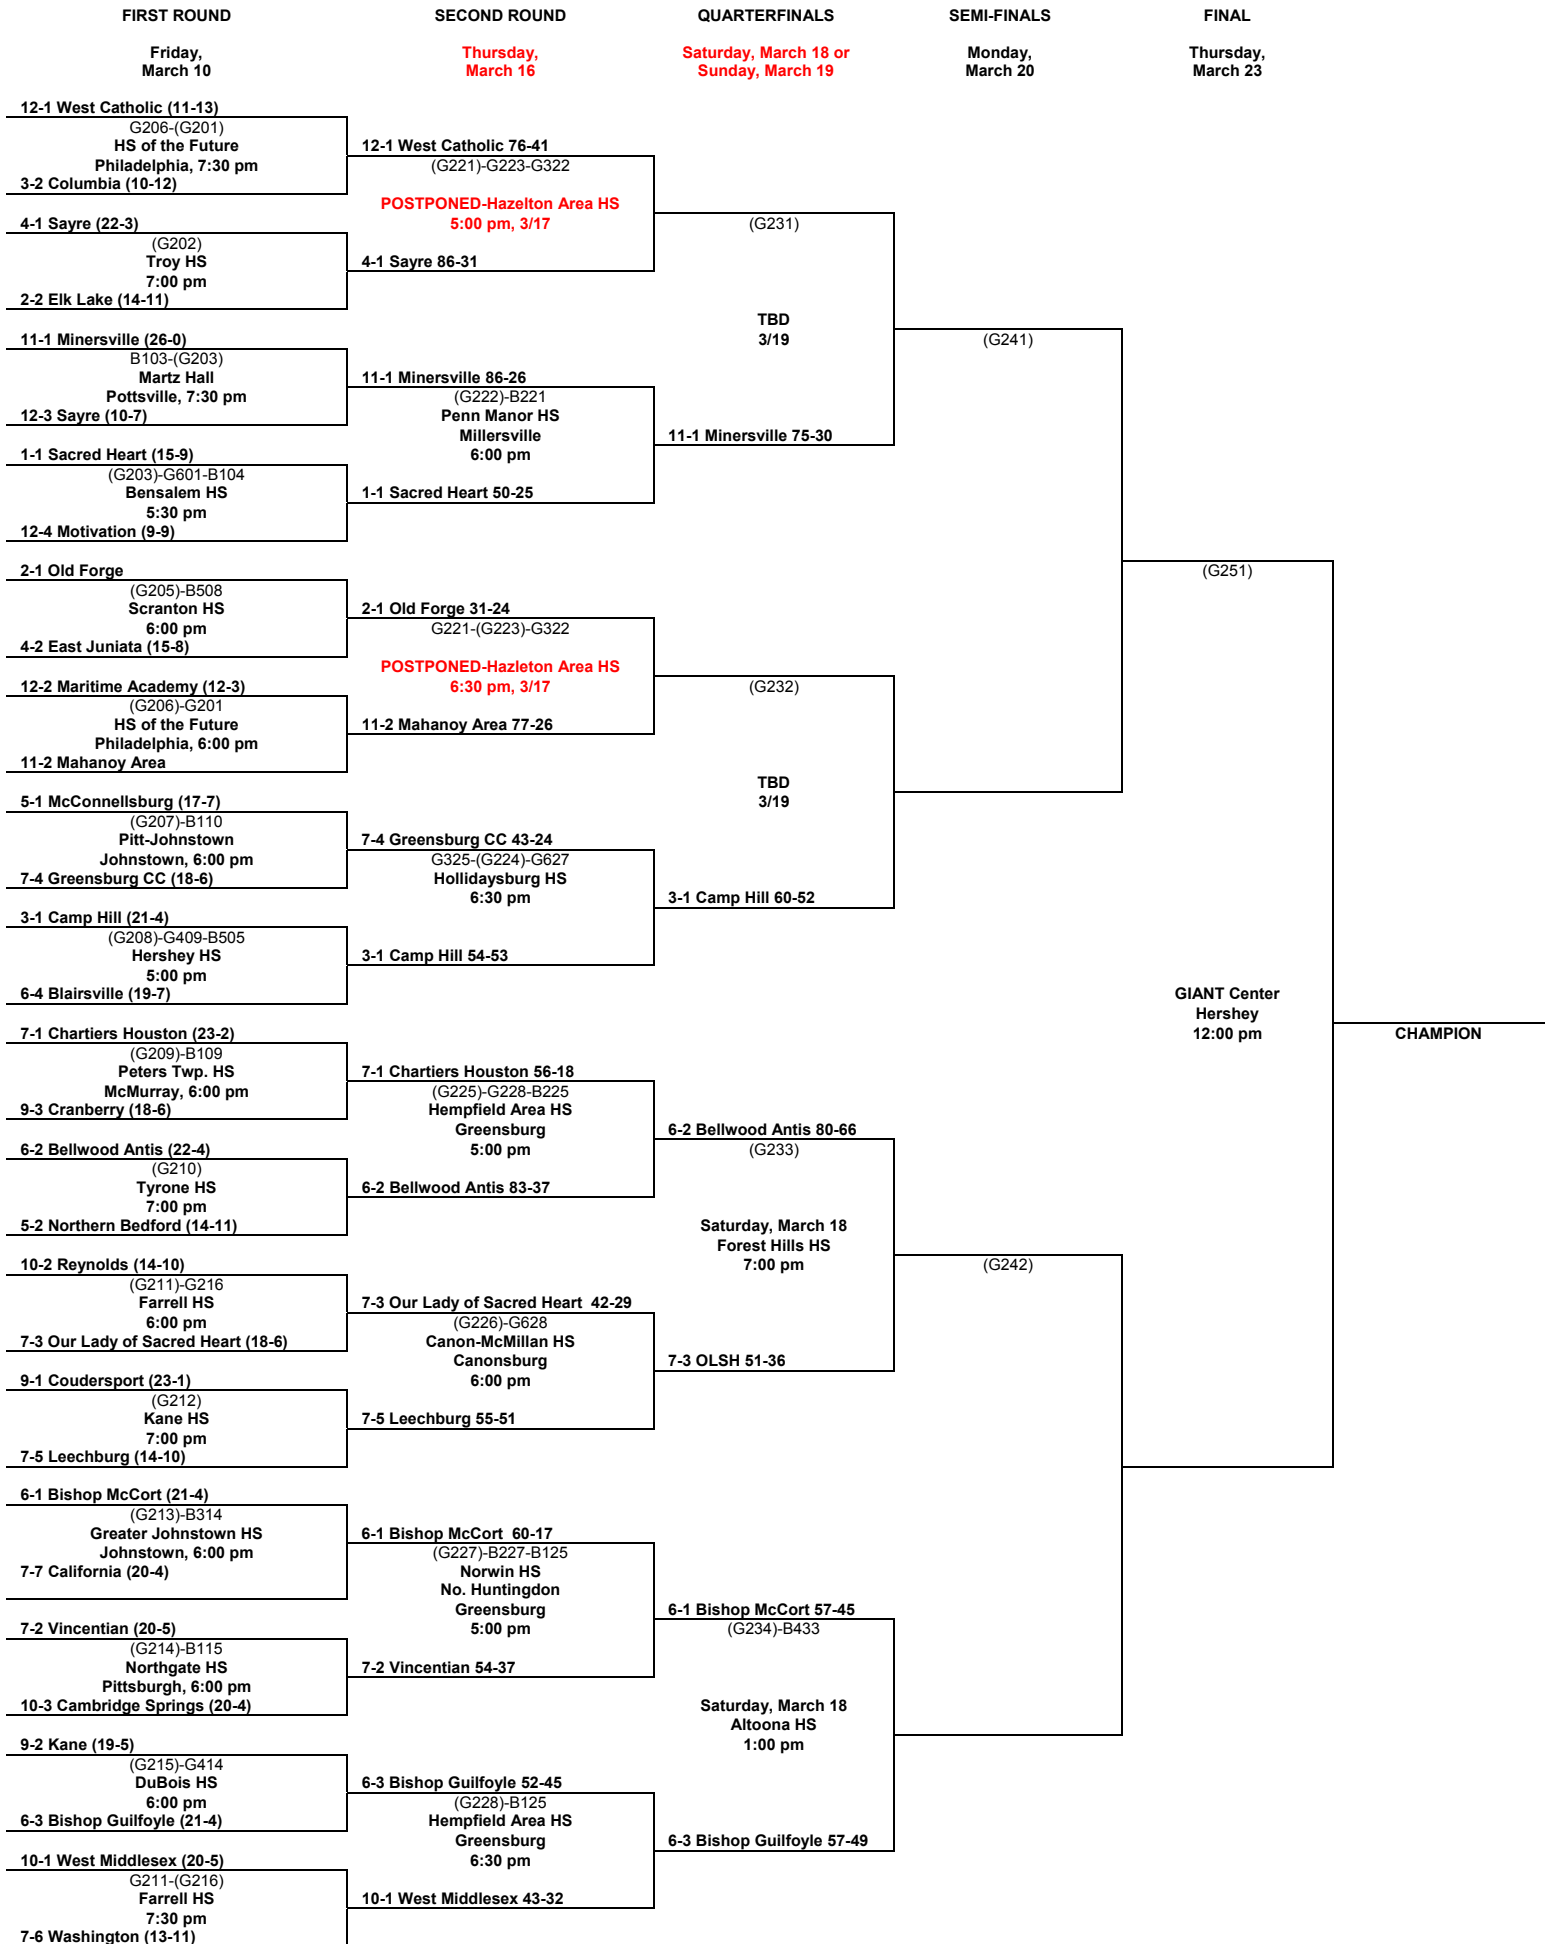 FIRST ROUND
Friday,
March 10
SECOND ROUND
Thursday,
March 16
QUARTERFINALS
Saturday, March 18 or
Sunday, March 19
SEMI-FINALS
Monday,
March 20
FINAL
Thursday,
March 23
12-1 West Catholic (11-13)
G206-(G201)
HS of the Future
Philadelphia, 7:30 pm
3-2 Columbia (10-12)
4-1 Sayre (22-3)
(G202)
Troy HS
7:00 pm
2-2 Elk Lake (14-11)
11-1 Minersville (26-0)
B103-(G203)
Martz Hall
Pottsville, 7:30 pm
12-3 Sayre (10-7)
1-1 Sacred Heart (15-9)
(G203)-G601-B104
Bensalem HS
5:30 pm
12-4 Motivation (9-9)
2-1 Old Forge
(G205)-B508
Scranton HS
6:00 pm
4-2 East Juniata (15-8)
12-2 Maritime Academy (12-3)
(G206)-G201
HS of the Future
Philadelphia, 6:00 pm
11-2 Mahanoy Area
5-1 McConnellsburg (17-7)
(G207)-B110
Pitt-Johnstown
Johnstown, 6:00 pm
7-4 Greensburg CC (18-6)
3-1 Camp Hill (21-4)
(G208)-G409-B505
Hershey HS
5:00 pm
6-4 Blairsville (19-7)
7-1 Chartiers Houston (23-2)
(G209)-B109
Peters Twp. HS
McMurray, 6:00 pm
9-3 Cranberry (18-6)
6-2 Bellwood Antis (22-4)
(G210)
Tyrone HS
7:00 pm
5-2 Northern Bedford (14-11)
10-2 Reynolds (14-10)
(G211)-G216
Farrell HS
6:00 pm
7-3 Our Lady of Sacred Heart (18-6)
9-1 Coudersport (23-1)
(G212)
Kane HS
7:00 pm
7-5 Leechburg (14-10)
6-1 Bishop McCort (21-4)
(G213)-B314
Greater Johnstown HS
Johnstown, 6:00 pm
7-7 California (20-4)
7-2 Vincentian (20-5)
(G214)-B115
Northgate HS
Pittsburgh, 6:00 pm
10-3 Cambridge Springs (20-4)
9-2 Kane (19-5)
(G215)-G414
DuBois HS
6:00 pm
6-3 Bishop Guilfoyle (21-4)
10-1 West Middlesex (20-5)
G211-(G216)
Farrell HS
7:30 pm
7-6 Washington (13-11)
12-1 West Catholic 76-41
(G221)-G223-G322
POSTPONED-Hazelton Area HS
5:00 pm, 3/17
4-1 Sayre 86-31
11-1 Minersville 86-26
(G222)-B221
Penn Manor HS
Millersville
6:00 pm
1-1 Sacred Heart 50-25
2-1 Old Forge 31-24
G221-(G223)-G322
POSTPONED-Hazleton Area HS
6:30 pm, 3/17
11-2 Mahanoy Area 77-26
7-4 Greensburg CC 43-24
G325-(G224)-G627
Hollidaysburg HS
6:30 pm
3-1 Camp Hill 54-53
7-1 Chartiers Houston 56-18
(G225)-G228-B225
Hempfield Area HS
Greensburg
5:00 pm
6-2 Bellwood Antis 83-37
7-3 Our Lady of Sacred Heart  42-29
(G226)-G628
Canon-McMillan HS
Canonsburg
6:00 pm
7-5 Leechburg 55-51
6-1 Bishop McCort  60-17
(G227)-B227-B125
Norwin HS
No. Huntingdon
Greensburg
5:00 pm
7-2 Vincentian 54-37
6-3 Bishop Guilfoyle 52-45
(G228)-B125
Hempfield Area HS
Greensburg
6:30 pm
10-1 West Middlesex 43-32
(G231)
TBD
3/19
11-1 Minersville 75-30
(G232)
TBD
3/19
3-1 Camp Hill 60-52
6-2 Bellwood Antis 80-66
(G233)
Saturday, March 18
Forest Hills HS
7:00 pm
7-3 OLSH 51-36
6-1 Bishop McCort 57-45
(G234)-B433
Saturday, March 18
Altoona HS
1:00 pm
6-3 Bishop Guilfoyle 57-49
(G241)
(G242)
(G251)
GIANT Center
Hershey
12:00 pm
CHAMPION